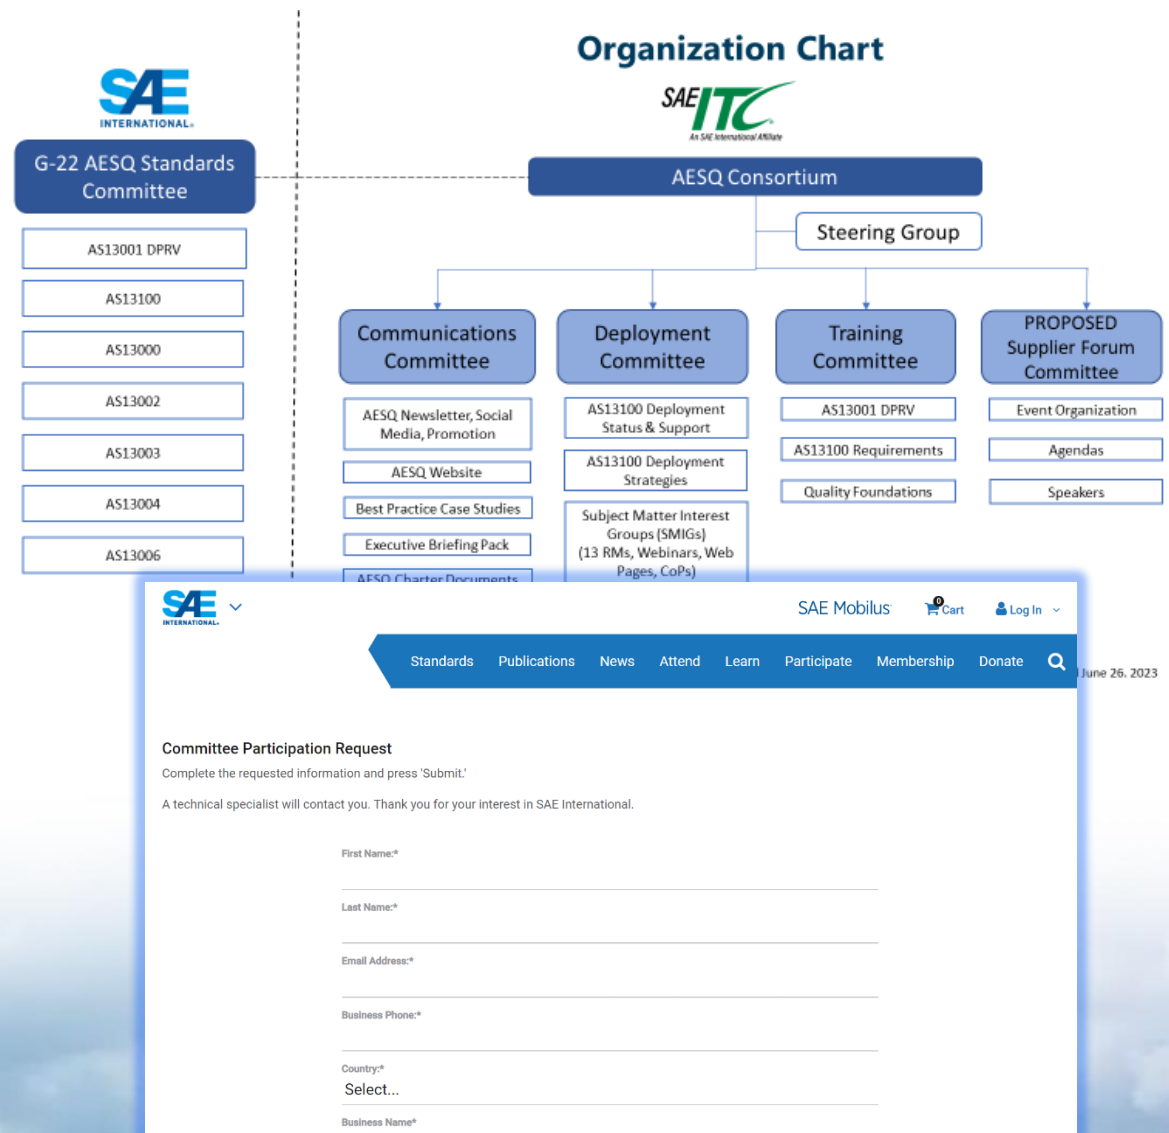 Organization Chart
SAE
INTERNATIONAL®
SAE ITC®
An SAE International Affiliate
G-22 AESQ Standards
Committee
AS13001 DPRV
AS13100
AS13000
AS13002
AS13003
AS13004
AS13006
AESQ Consortium
Steering Group
Communications
Committee
AESQ Newsletter, Social
Media, Promotion
AESQ Website
Best Practice Case Studies
Executive Briefing Pack
AESQ Charter Documents
Deployment
Committee
AS13100 Deployment
Status & Support
AS13100 Deployment
Strategies
Subject Matter Interest
Groups (SMIGs)
(13 RMs, Webinars, Web
Pages, CoPs)
Training
Committee
AS13001 DPRV
AS13100 Requirements
Quality Foundations
PROPOSED
Supplier Forum
Committee
Event Organization
Agendas
Speakers
June 26. 2023
SAE
INTERNATIONAL®
SAE Mobilus
0
Cart
Log In
Standards Publications News Attend Learn Participate Membership Donate
Committee Participation Request
Complete the requested information and press 'Submit.'
A technical specialist will contact you. Thank you for your interest in SAE International.
First Name:*
Last Name:*
Email Address:*
Business Phone:*
Country:*
Select...
Business Name*